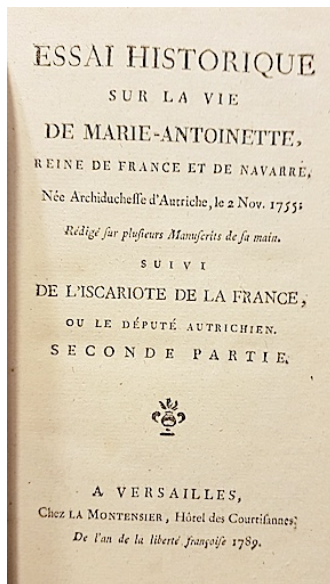 ESSAI HISTORIQUE
SUR LA VIE
DE MARIE-ANTOINETTE,
REINE DE FRANCE ET DE NAVARRE,
Née Archiducheſſe d'Autriche, le 2 Nov. 1755:
Rédigé ſur pluſieurs Manuſcrits de ſa main.
SUIVI
DE L'ISCARIOTE DE LA FRANCE,
OU LE DÉPUTÉ AUTRICHIEN.
SECONDE PARTIE.
A VERSAILLES,
Chez LA MONTENSIER, Hôtel des Courtiſannes.
De l'an de la liberté françoiſe 1789.